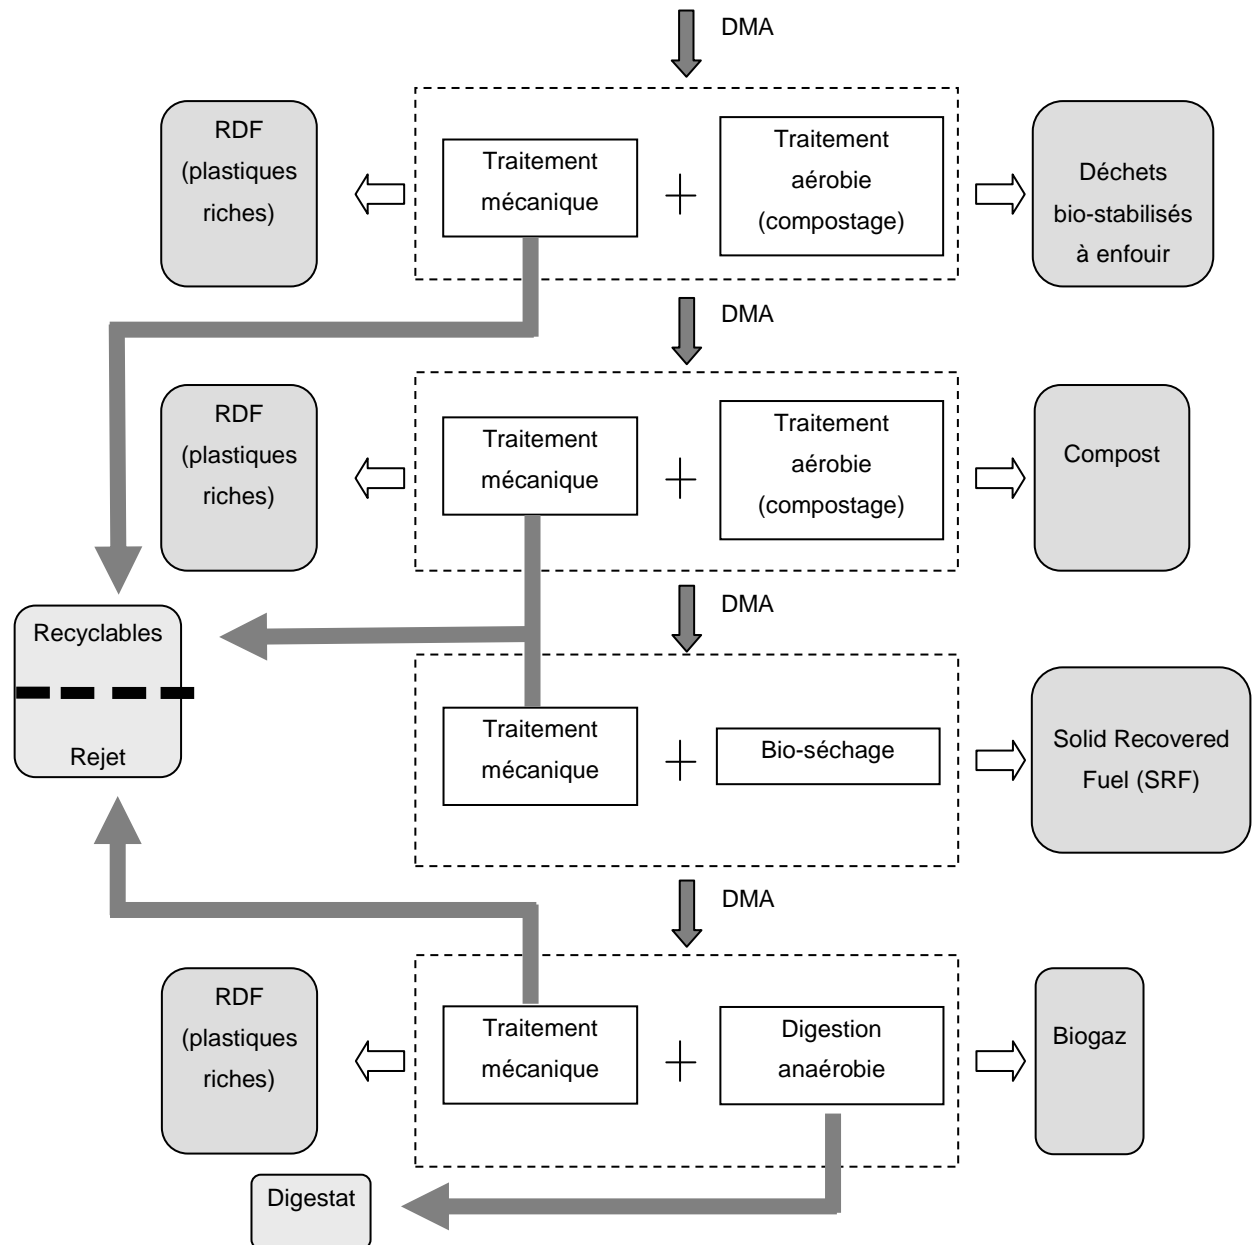 DMA
RDF
(plastiques
riches)
Traitement
mécanique
+
Traitement
aérobie
(compostage)
Déchets
bio-stabilisés
à enfouir
DMA
RDF
(plastiques
riches)
Traitement
mécanique
+
Traitement
aérobie
(compostage)
Compost
DMA
Recyclables
Rejet
Traitement
mécanique
+
Bio-séchage
Solid Recovered
Fuel (SRF)
DMA
RDF
(plastiques
riches)
Traitement
mécanique
+
Digestion
anaérobie
Biogaz
Digestat